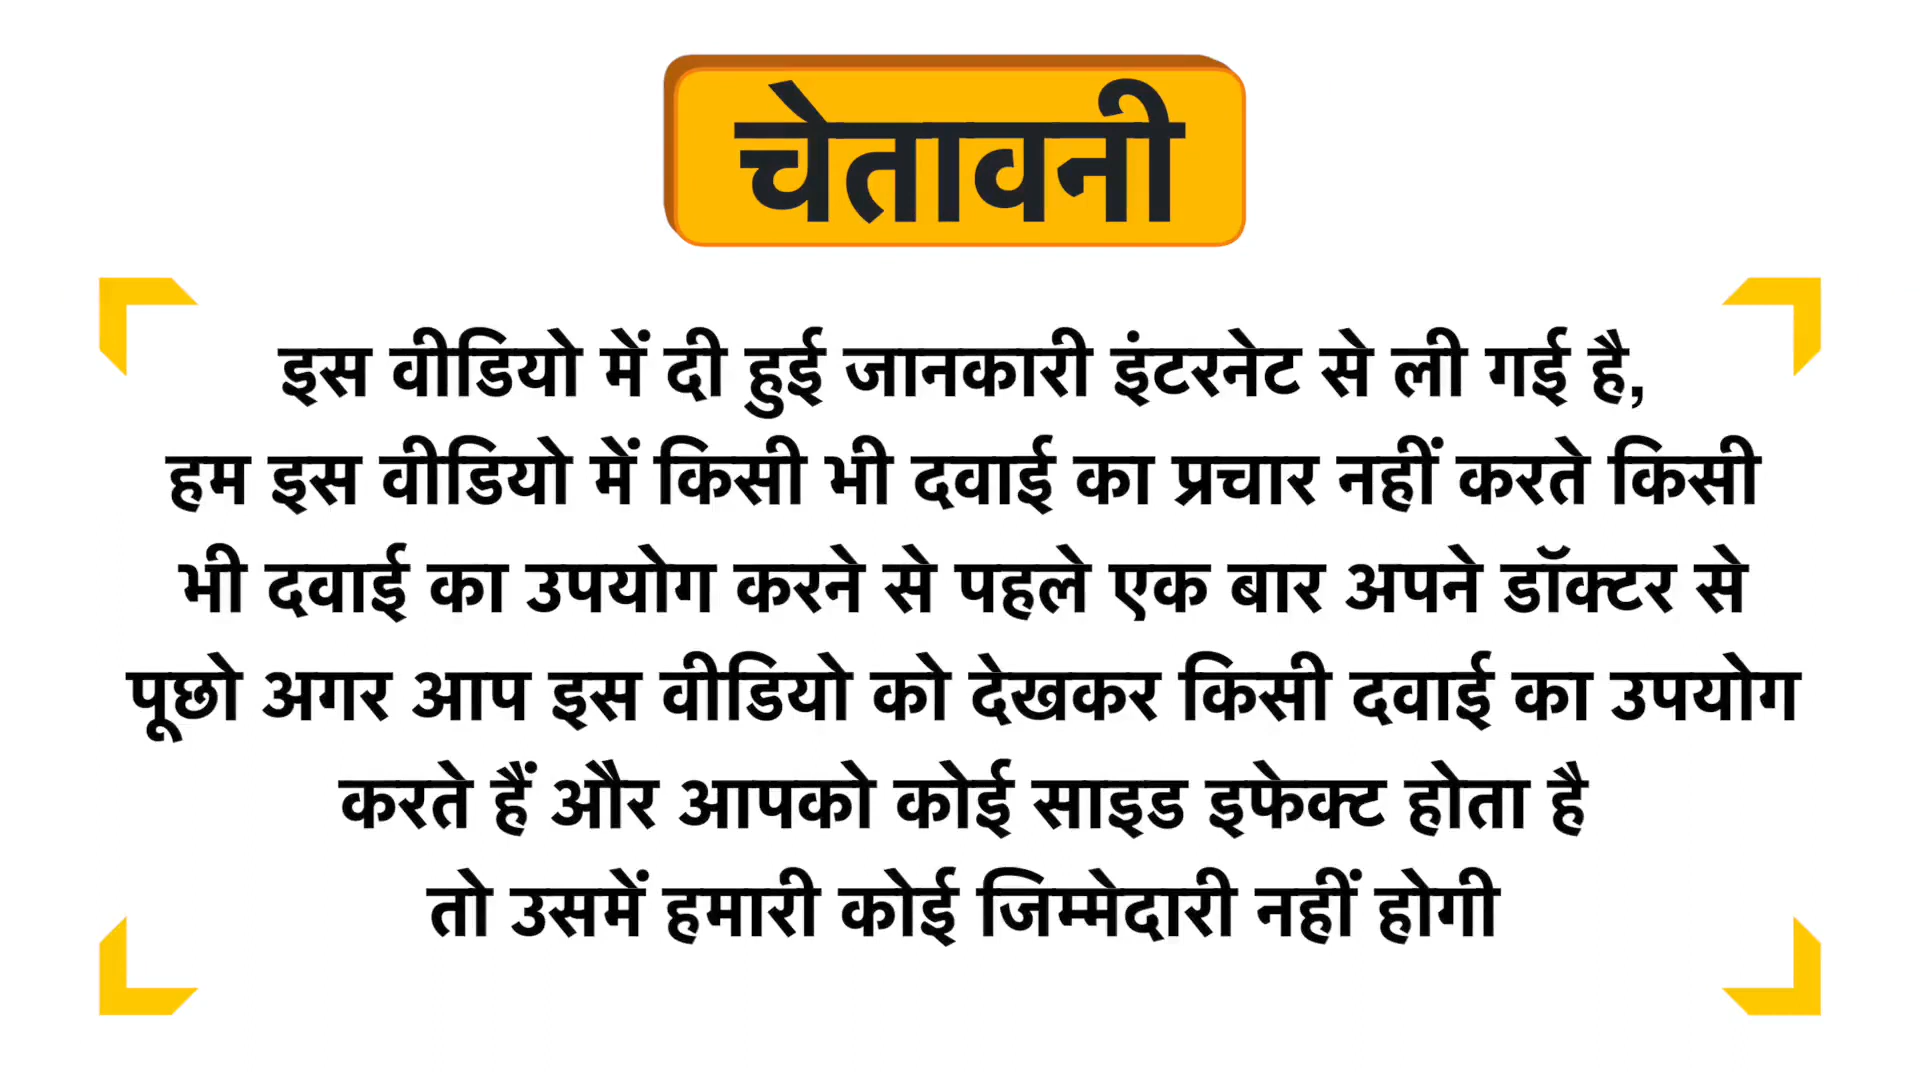 चेतावनी
इस वीडियो में दी हुई जानकारी इंटरनेट से ली गई है,
हम इस वीडियो में किसी भी दवाई का प्रचार नहीं करते किसी
भी दवाई का उपयोग करने से पहले एक बार अपने डॉक्टर से
पूछो अगर आप इस वीडियो को देखकर किसी दवाई का उपयोग
करते हैं और आपको कोई साइड इफेक्ट होता है
तो उसमें हमारी कोई जिम्मेदारी नहीं होगी